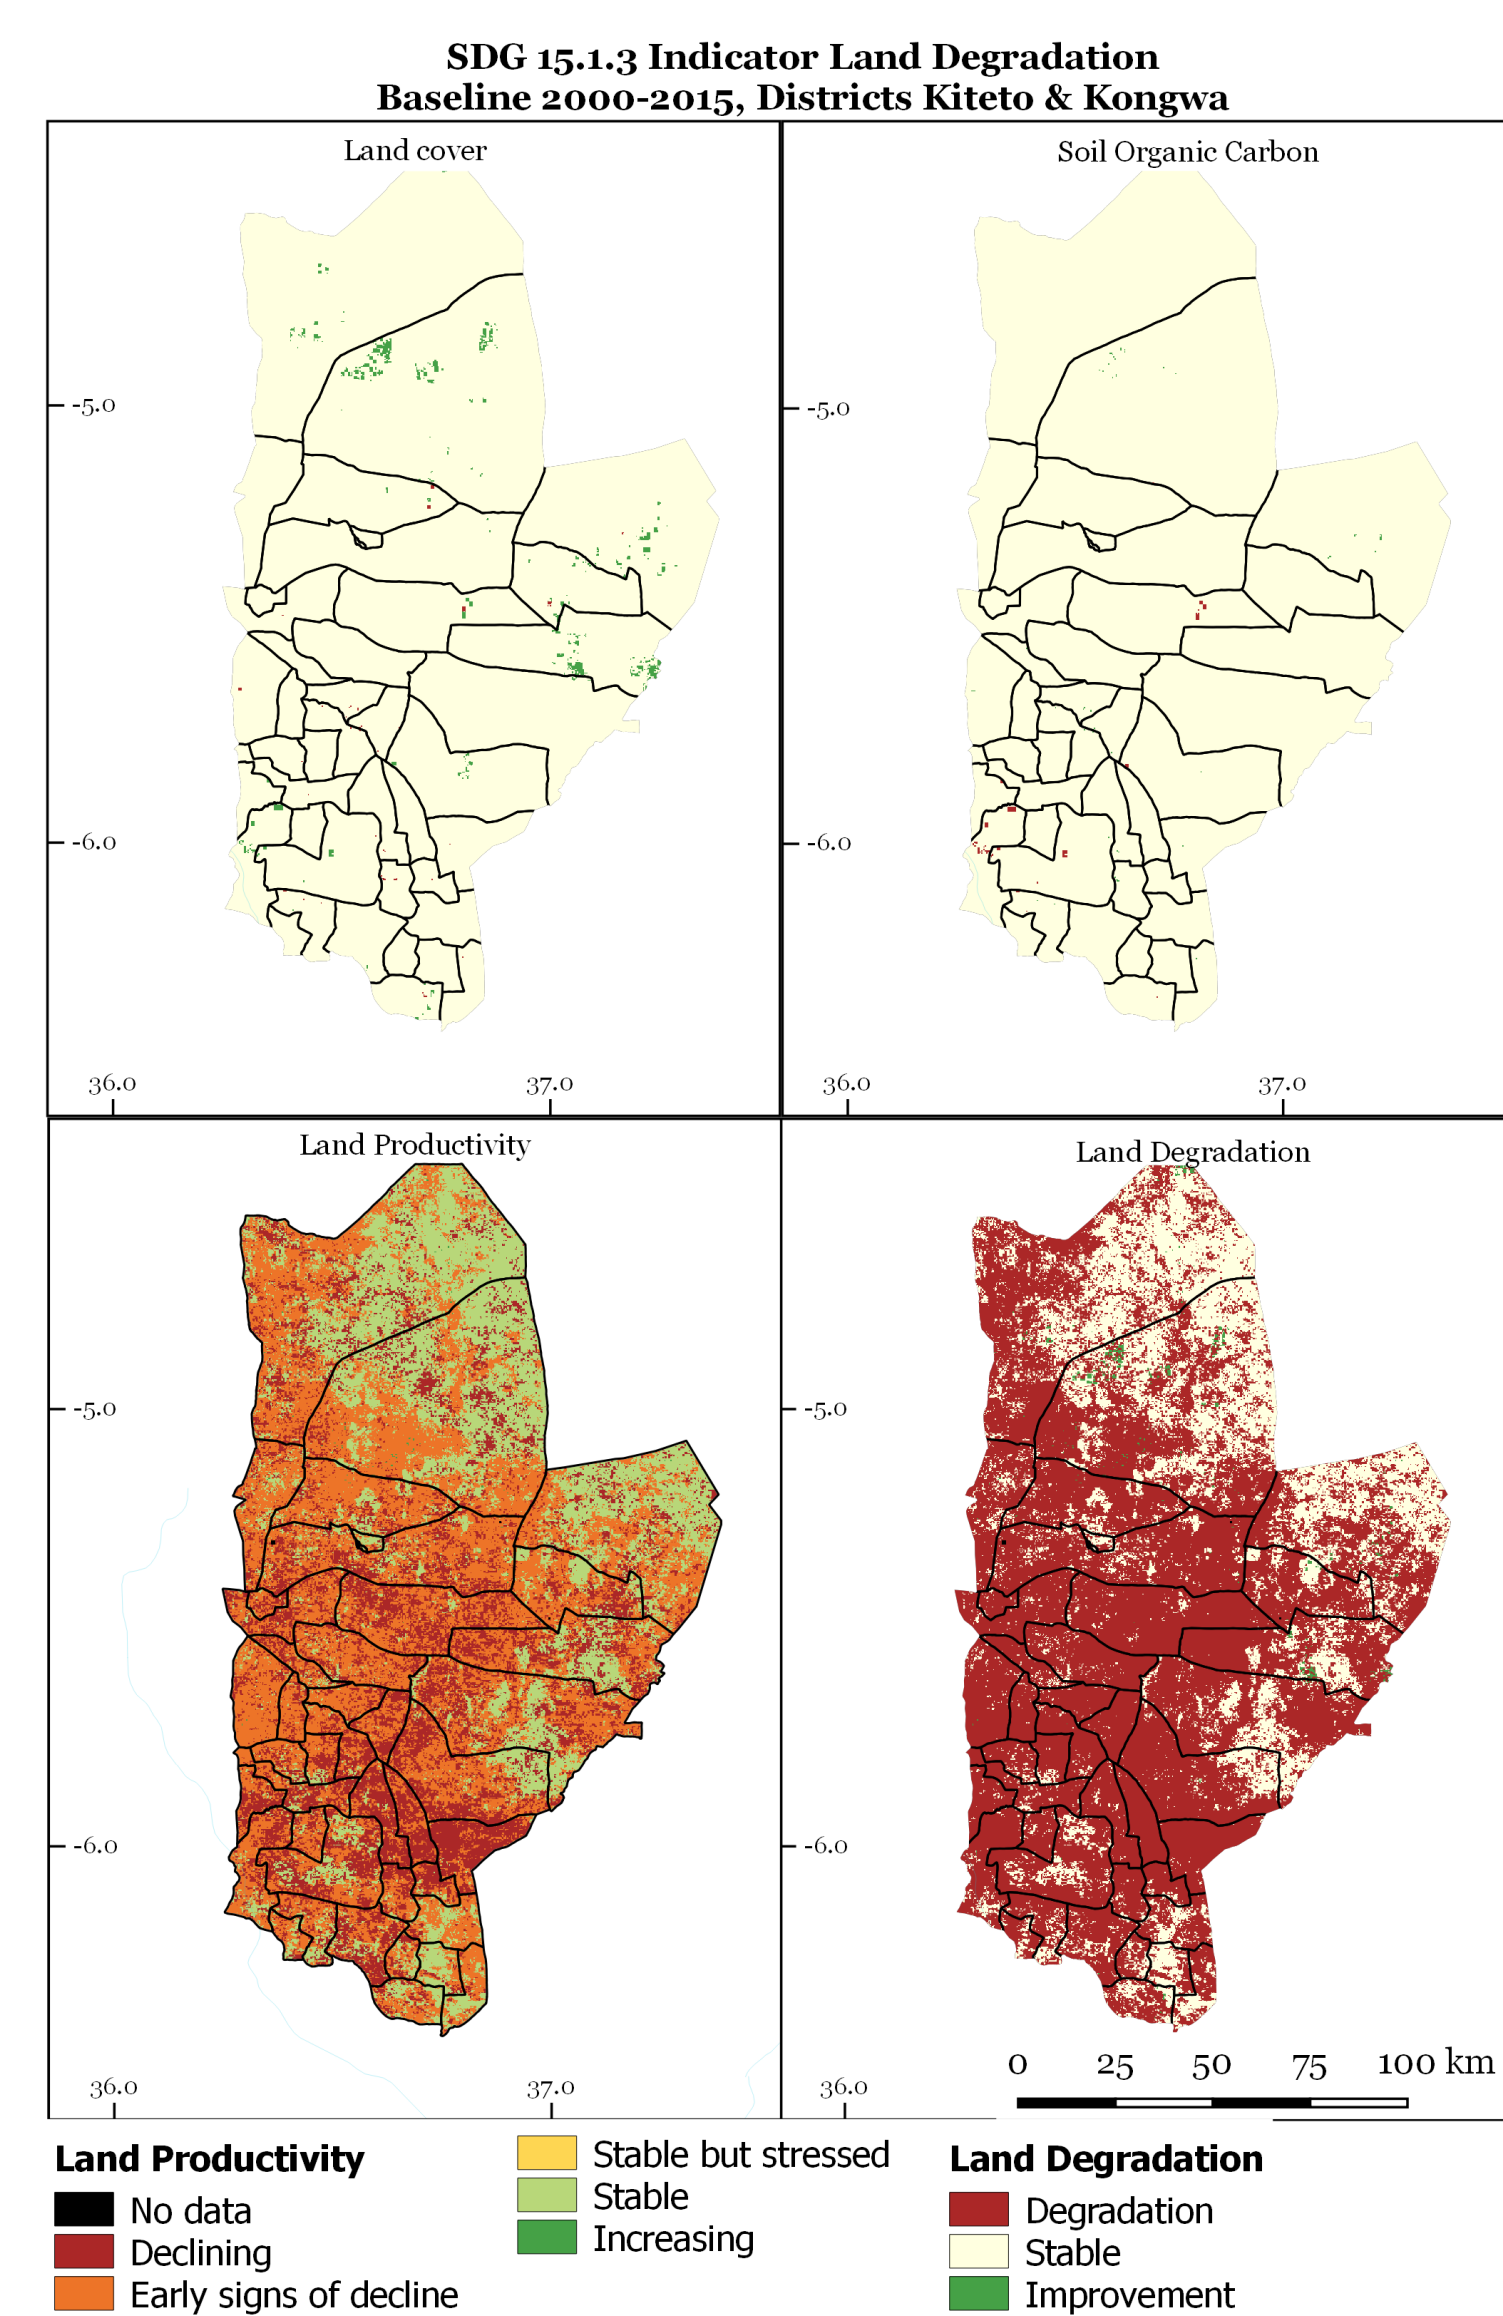 SDG 15.1.3 Indicator Land Degradation
Baseline 2000-2015, Districts Kiteto & Kongwa
Land cover
Soil Organic Carbon
-5.0
-5.0
-6.0
-6.0
36.0
37.0
36.0
37.0
Land Productivity
Land Degradation
-5.0
-5.0
-6.0
-6.0
0 25 50 75 100 km
36.0
37.0
36.0
Land Productivity
No data
Declining
Early signs of decline
Stable but stressed
Stable
Increasing
Land Degradation
Degradation
Stable
Improvement